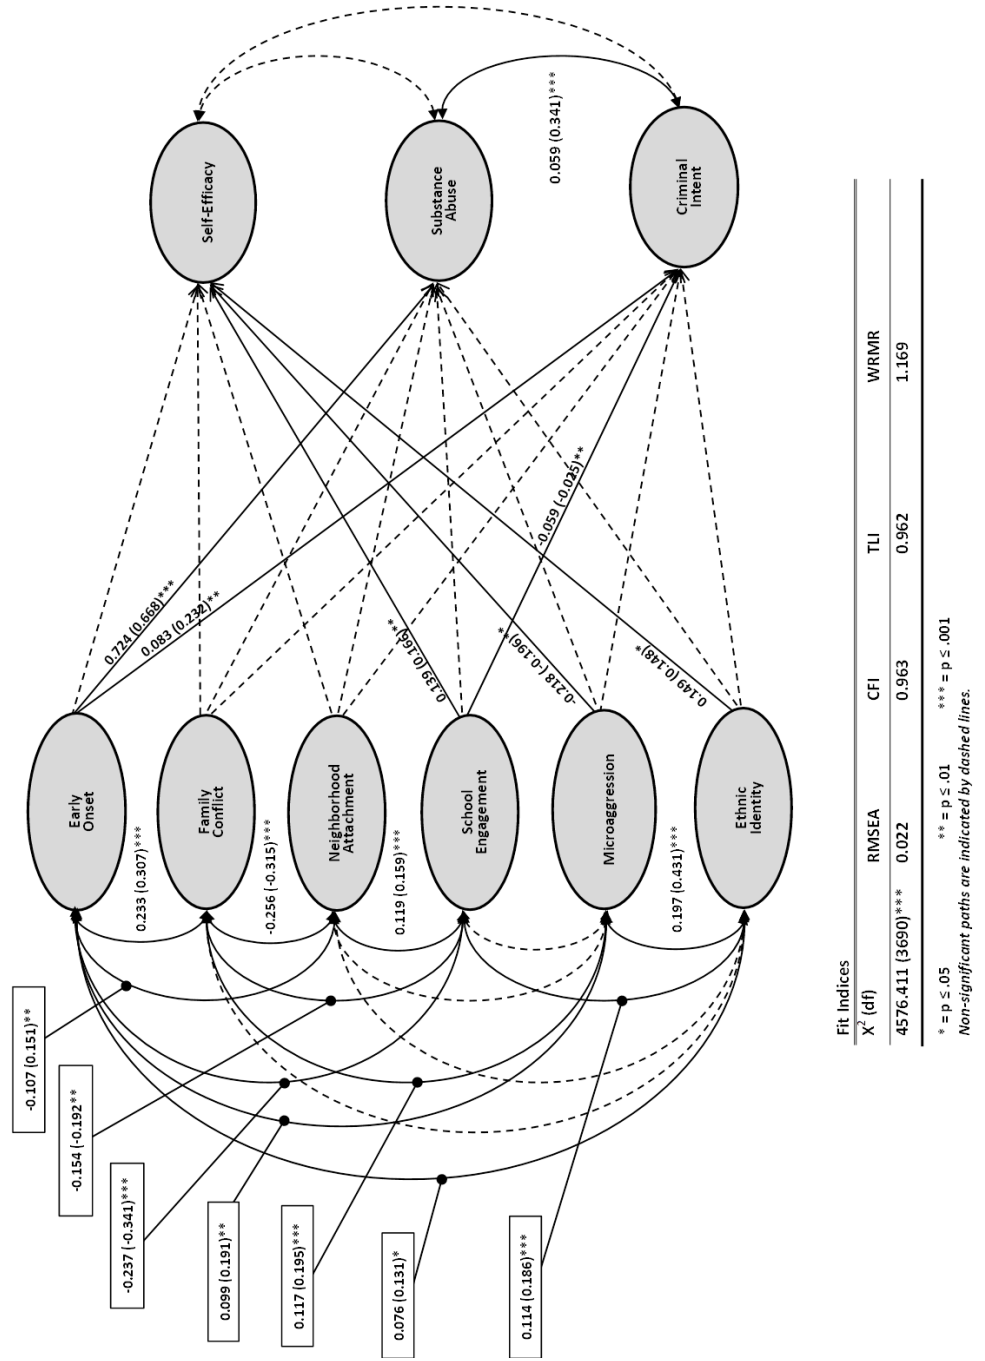 Self-Efficacy
Substance
Abuse
Criminal
Intent
0.059 (0.341)***
0.724 (0.668)***
0.083 (0.232)**
0.139 (0.166)**
-0.218 (-0.196)**
-0.059 (-0.025)**
0.149 (0.148)*
Early
Onset
Family
Conflict
Neighborhood
Attachment
School
Engagement
Microaggression
Ethnic
Identity
0.233 (0.307)***
-0.256 (-0.315)***
0.119 (0.159)***
0.197 (0.431)***
-0.107 (0.151)**
-0.154 (-0.192**
-0.237 (-0.341)***
0.099 (0.191)**
0.117 (0.195)***
0.076 (0.131)*
0.114 (0.186)***
Fit Indices
X² (df) RMSEA CFI TLI WRMR
4576.411 (3690)*** 0.022 0.963 0.962 1.169
* = p ≤ .05 ** = p ≤ .01 *** = p ≤ .001
Non-significant paths are indicated by dashed lines.